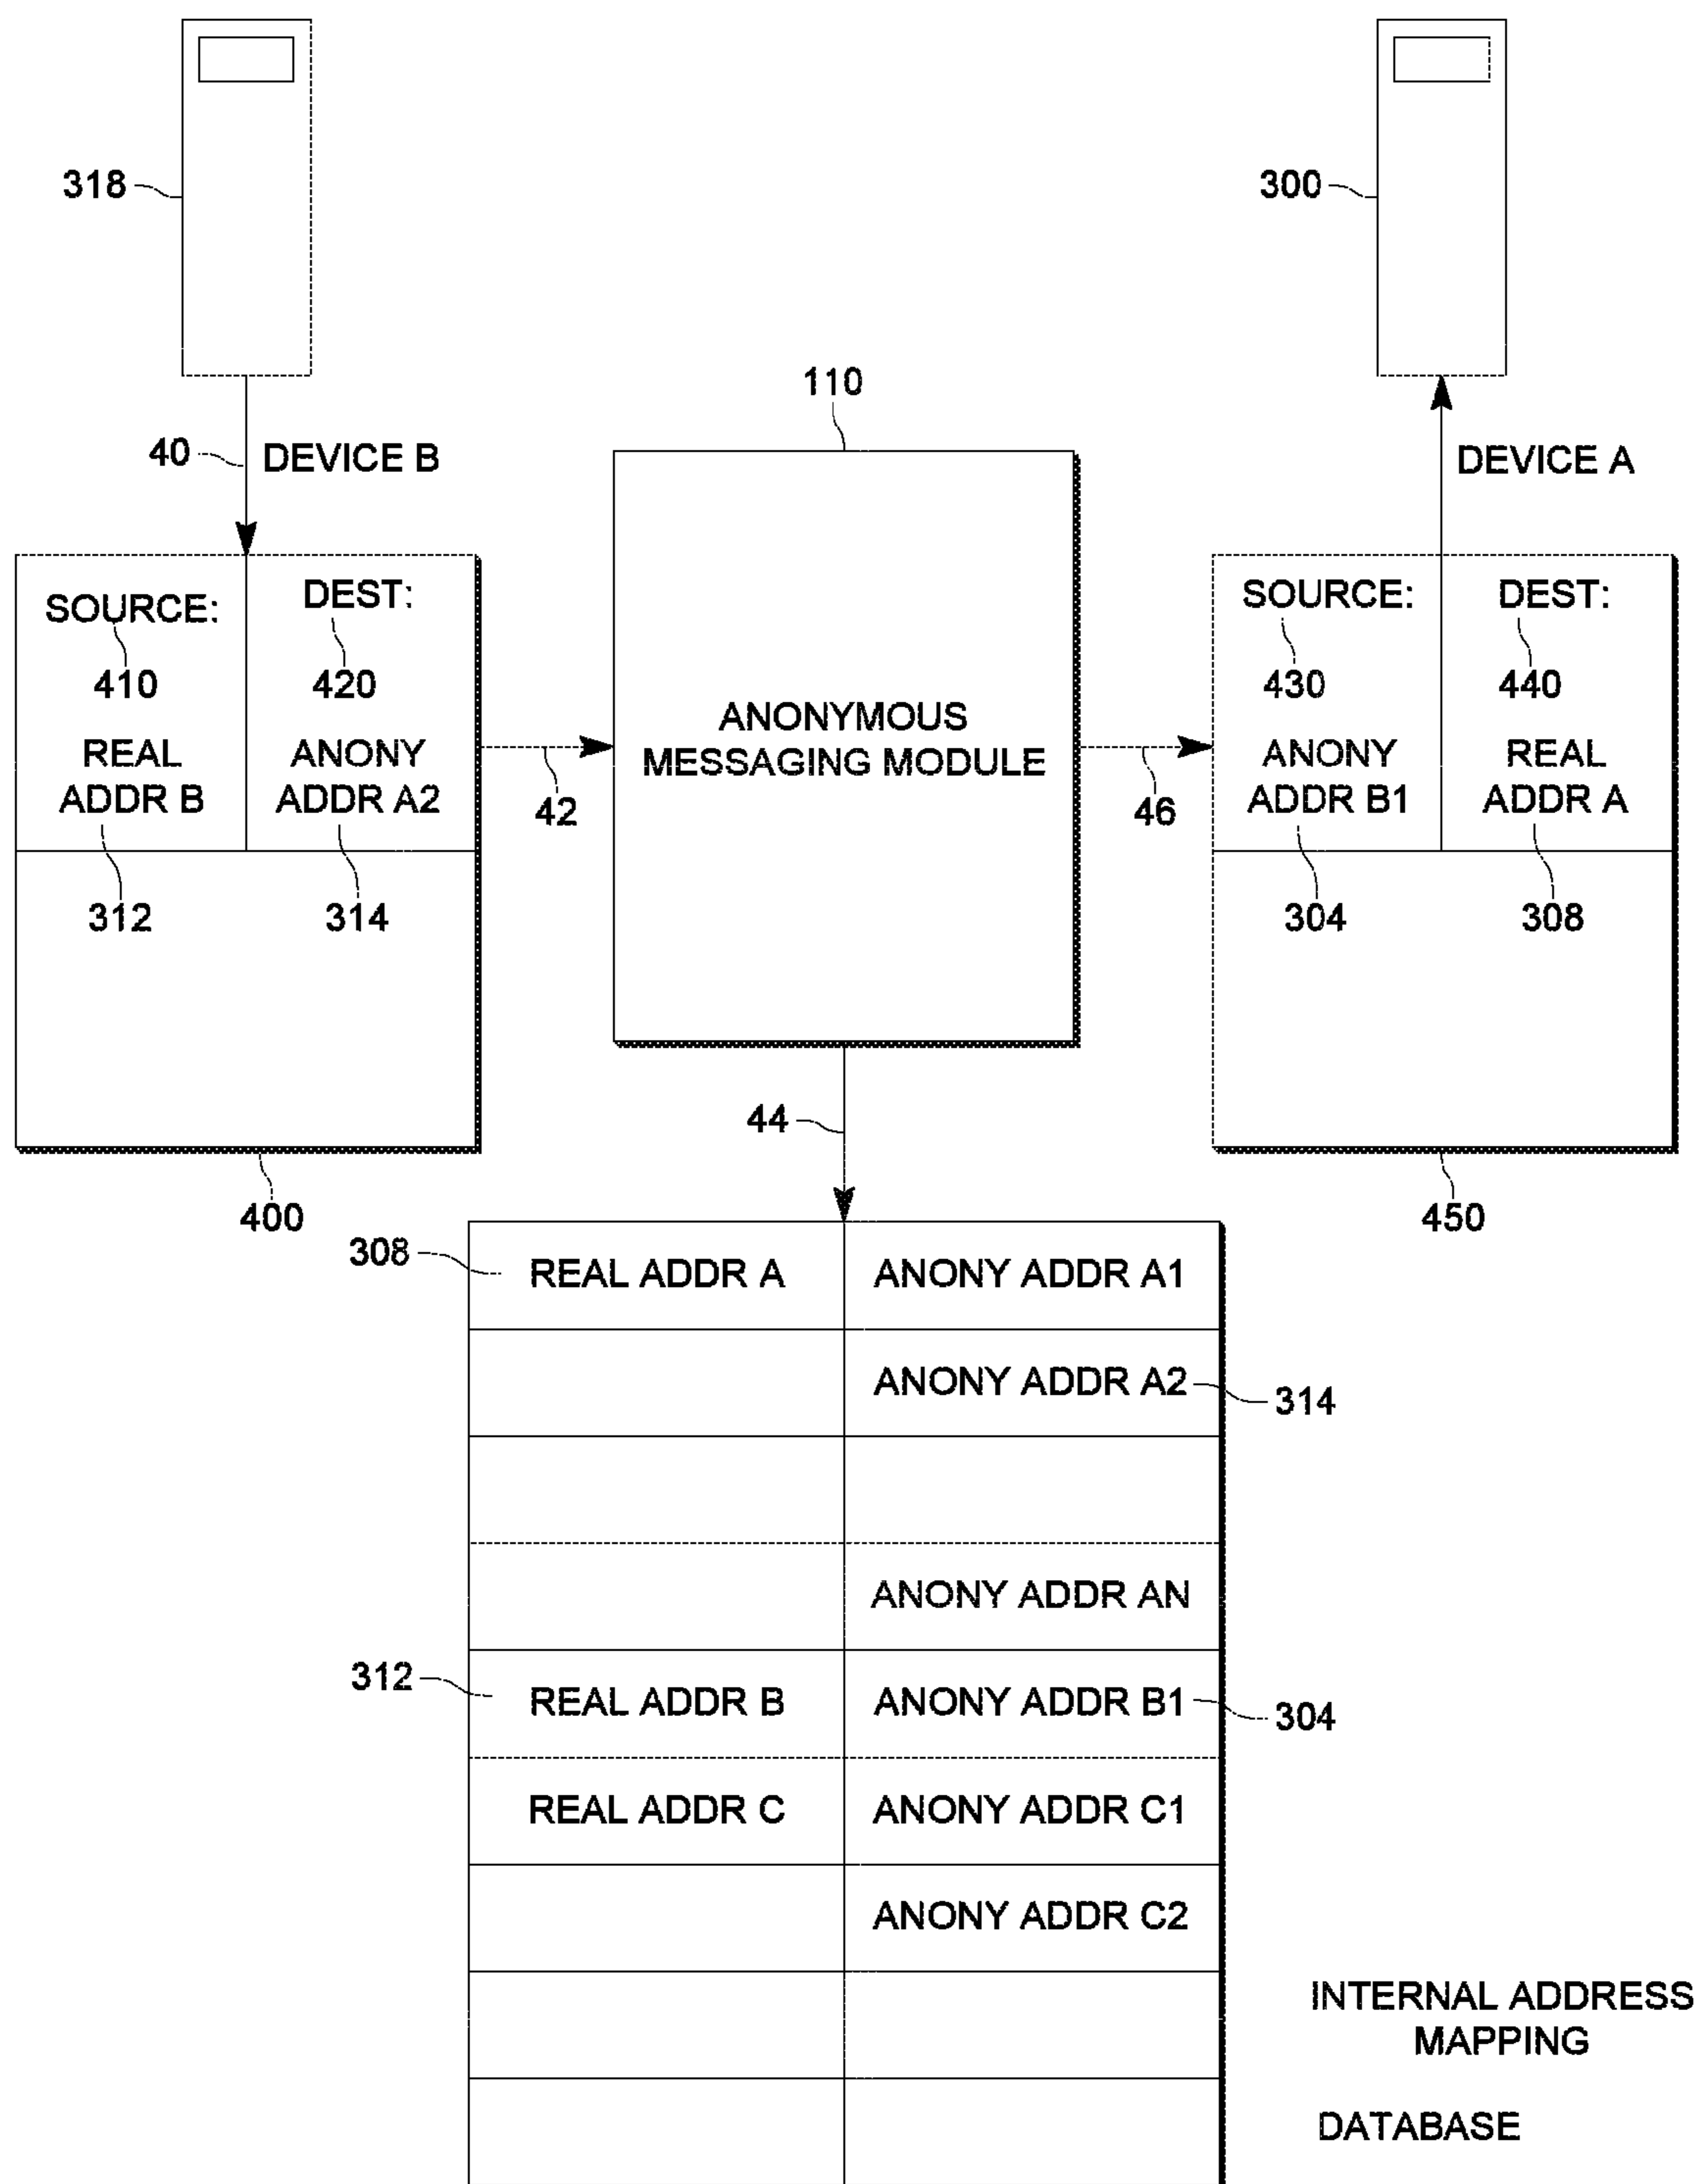 318
300
110
40
DEVICE B
DEVICE A
SOURCE:
DEST:
410
420
REAL
ADDR B
ANONY
ADDR A2
312
314
400
42
ANONYMOUS
MESSAGING MODULE
46
SOURCE:
DEST:
430
440
ANONY
ADDR B1
REAL
ADDR A
304
308
450
44
308
REAL ADDR A
ANONY ADDR A1
ANONY ADDR A2
314
ANONY ADDR AN
312
REAL ADDR B
ANONY ADDR B1
304
REAL ADDR C
ANONY ADDR C1
ANONY ADDR C2
INTERNAL ADDRESS
MAPPING
DATABASE